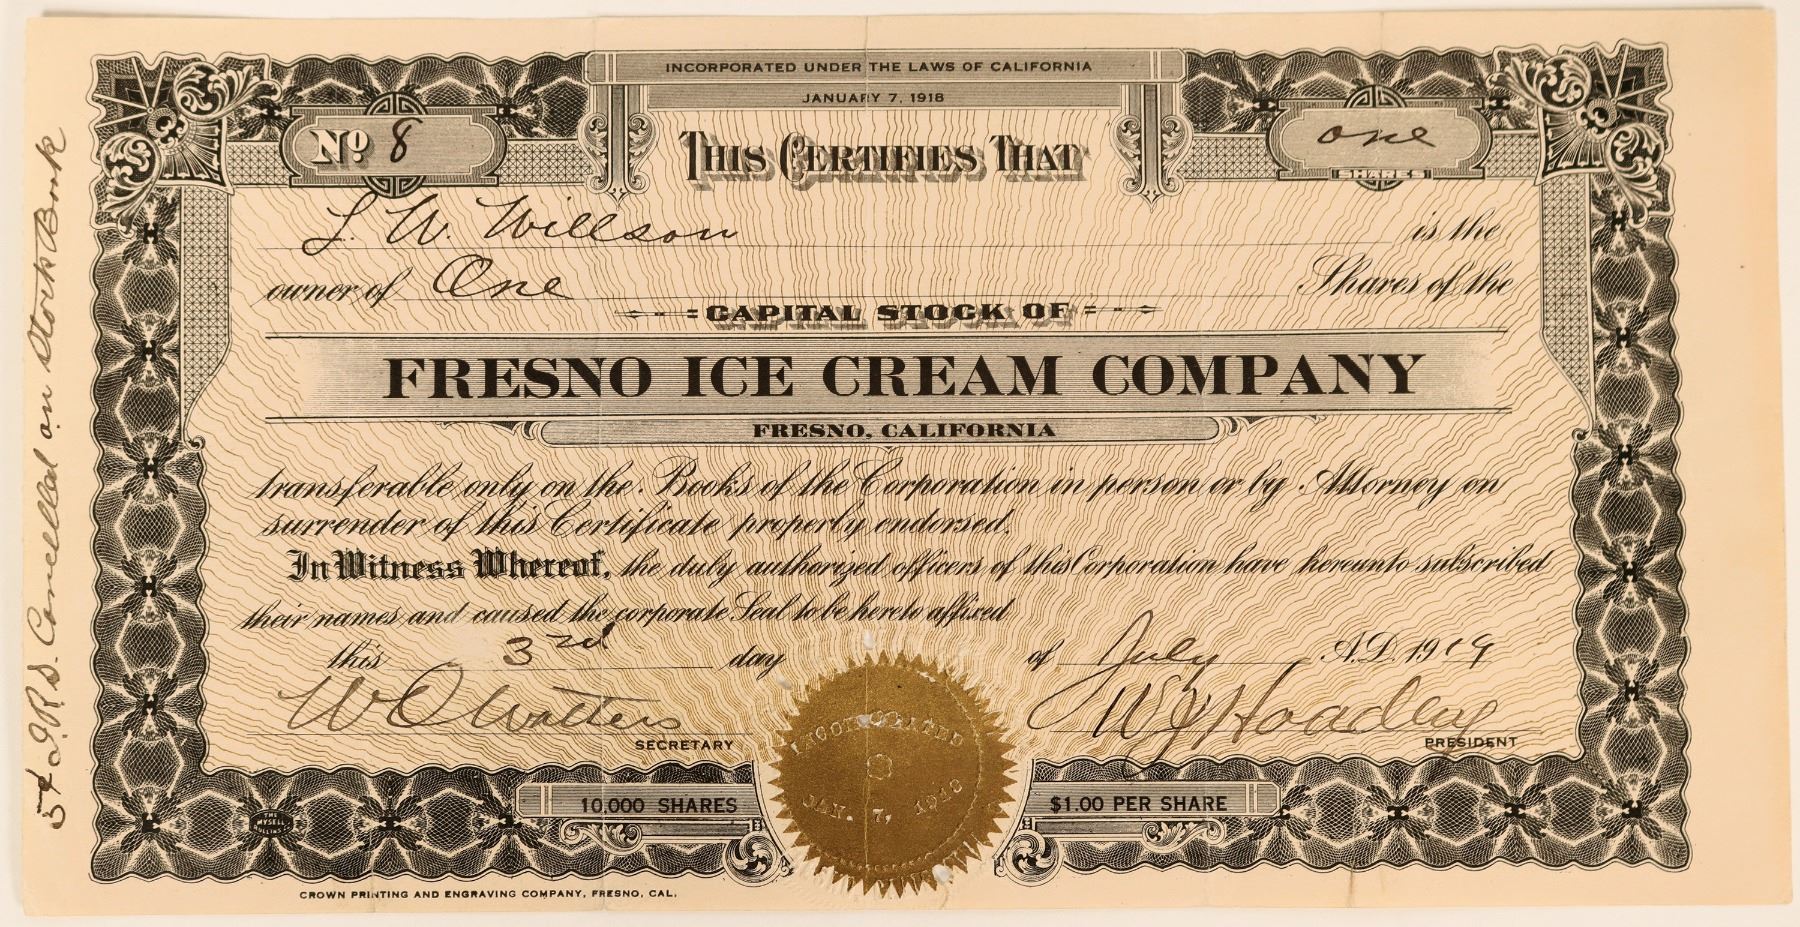 INCORPORATED UNDER THE LAWS OF CALIFORNIA
JANUARY 7, 1918
No 8
THIS CERTIFIES THAT
one
SHARES
L. W. Willson is the
owner of One Shares of the
CAPITAL STOCK OF
FRESNO ICE CREAM COMPANY
FRESNO, CALIFORNIA
transferable only on the Books of the Corporation in person or by Attorney on
surrender of this Certificate properly endorsed.
In Witness Whereof, the duly authorized officers of this Corporation have hereunto subscribed
their names and caused the corporate Seal to be hereto affixed
this 3rd day of July A.D. 1919
W O Watters
W J Hoadley
SECRETARY
PRESIDENT
INCORPORATED
JAN. 7, 1918
10,000 SHARES
$1.00 PER SHARE
CROWN PRINTING AND ENGRAVING COMPANY, FRESNO, CAL.
5¢ I.R.S. Cancelled on Stock Book